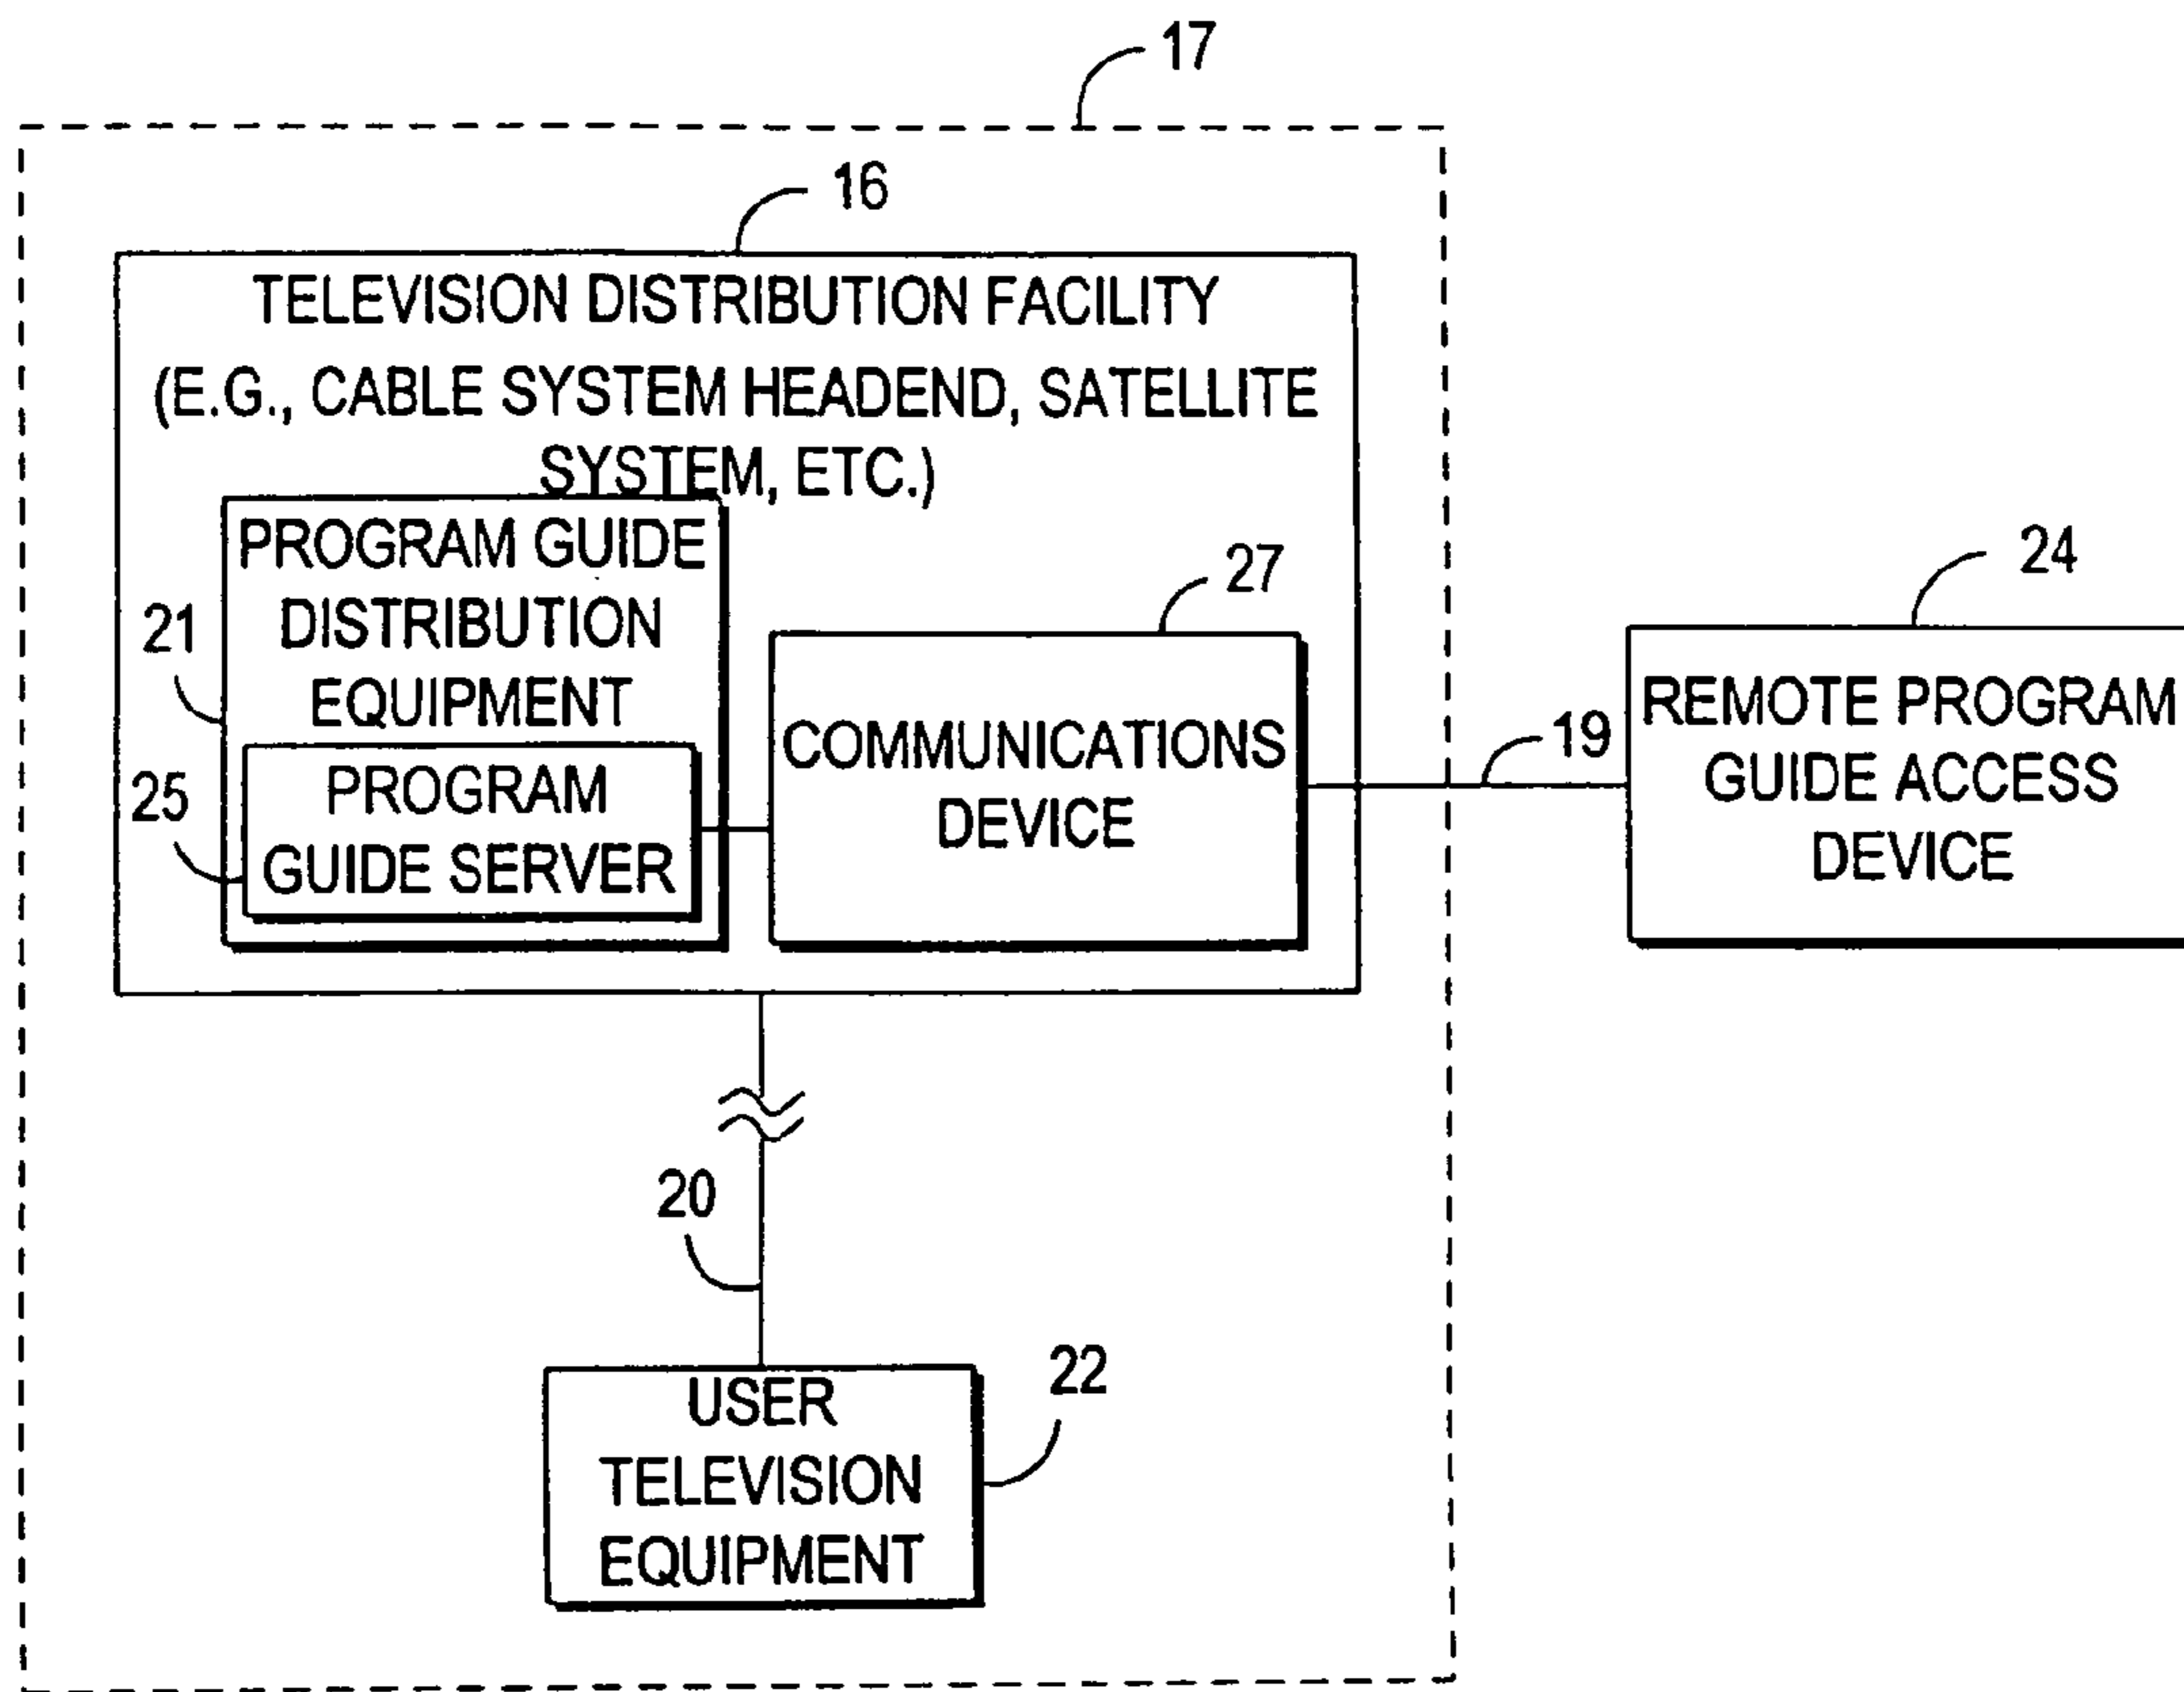 17
16
TELEVISION DISTRIBUTION FACILITY
(E.G., CABLE SYSTEM HEADEND, SATELLITE
SYSTEM, ETC.)
21
PROGRAM GUIDE
DISTRIBUTION
EQUIPMENT
25
PROGRAM
GUIDE SERVER
27
COMMUNICATIONS
DEVICE
19
24
REMOTE PROGRAM
GUIDE ACCESS
DEVICE
20
22
USER
TELEVISION
EQUIPMENT